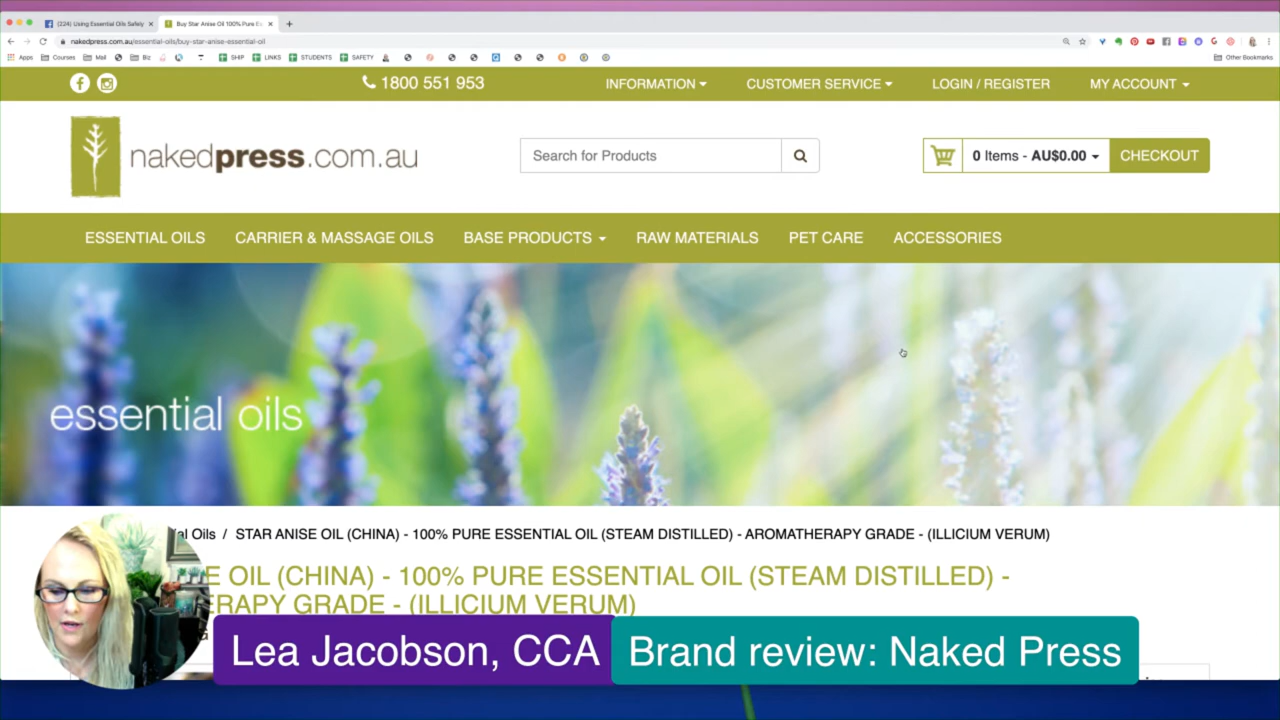 (224) Using Essential Oils Safely
Buy Star Anise Oil 100% Pure Es
nakedpress.com.au/essential-oils/buy-star-anise-essential-oil
Apps Courses Mail Biz SHIP LINKS STUDENTS SAFETY Other Bookmarks
1800 551 953 INFORMATION CUSTOMER SERVICE LOGIN / REGISTER MY ACCOUNT
nakedpress.com.au Search for Products 0 Items - AU$0.00 CHECKOUT
ESSENTIAL OILS CARRIER & MASSAGE OILS BASE PRODUCTS RAW MATERIALS PET CARE ACCESSORIES
essential oils
al Oils / STAR ANISE OIL (CHINA) - 100% PURE ESSENTIAL OIL (STEAM DISTILLED) - AROMATHERAPY GRADE - (ILLICIUM VERUM)
E OIL (CHINA) - 100% PURE ESSENTIAL OIL (STEAM DISTILLED) -
ERAPY GRADE - (ILLICIUM VERUM)
Lea Jacobson, CCA Brand review: Naked Press